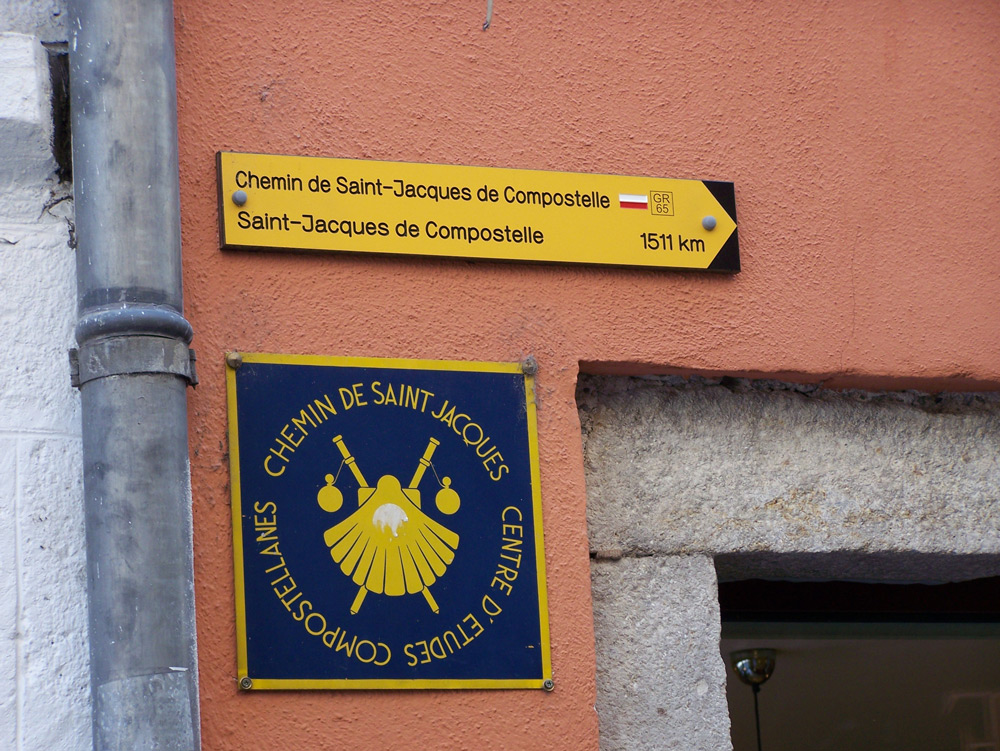 Chemin de Saint-Jacques de Compostelle GR 65
Saint-Jacques de Compostelle 1511 km
CHEMIN DE SAINT JACQUES
CENTRE D'ETUDES COMPOSTELLANES